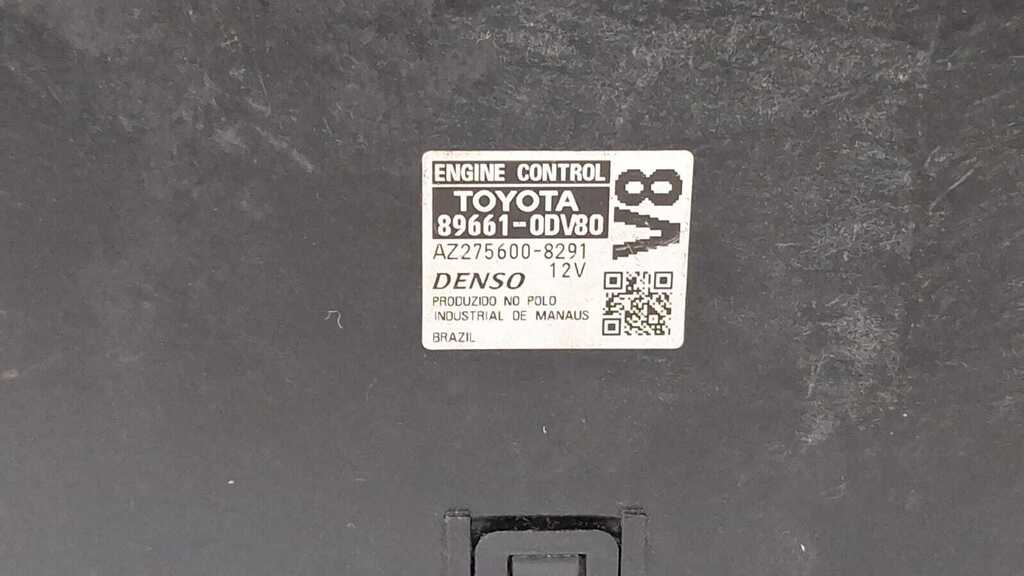 ENGINE CONTROL
TOYOTA
89661-0DV80
V8
AZ275600-8291
12V
DENSO
PRODUZIDO NO POLO
INDUSTRIAL DE MANAUS
BRAZIL